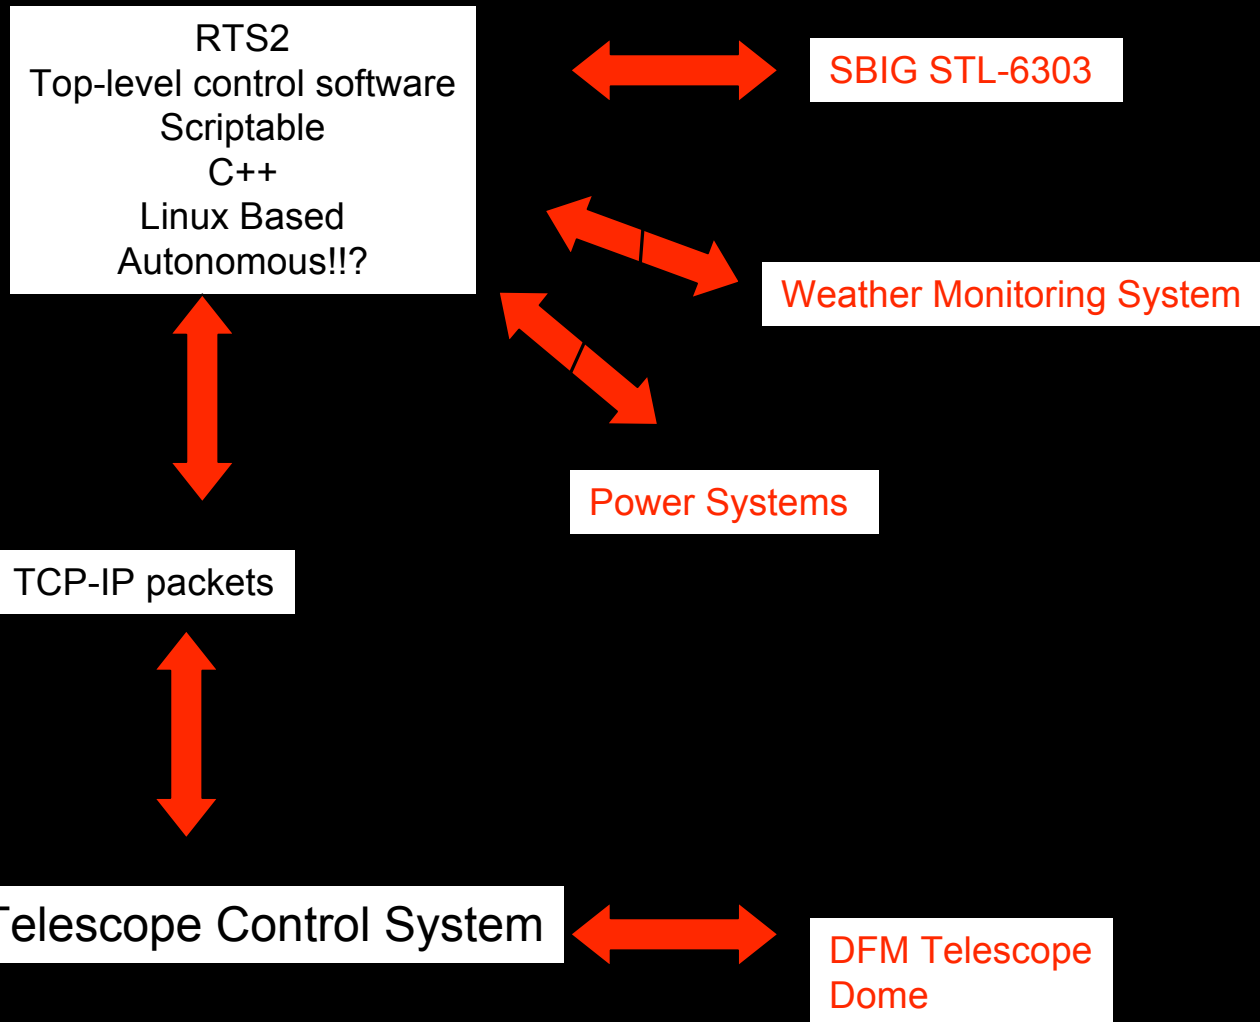 RTS2
Top-level control software
Scriptable
C++
Linux Based
Autonomous!!?
SBIG STL-6303
Weather Monitoring System
Power Systems
TCP-IP packets
Telescope Control System
DFM Telescope
Dome